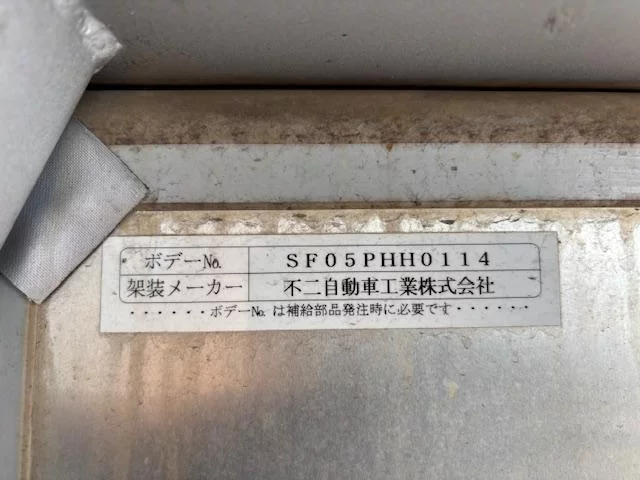 ボデーNo. SF05PHH0114
架装メーカー 不二自動車工業株式会社
・・・・・・ボデーNo.は補給部品発注時に必要です・・・・・・